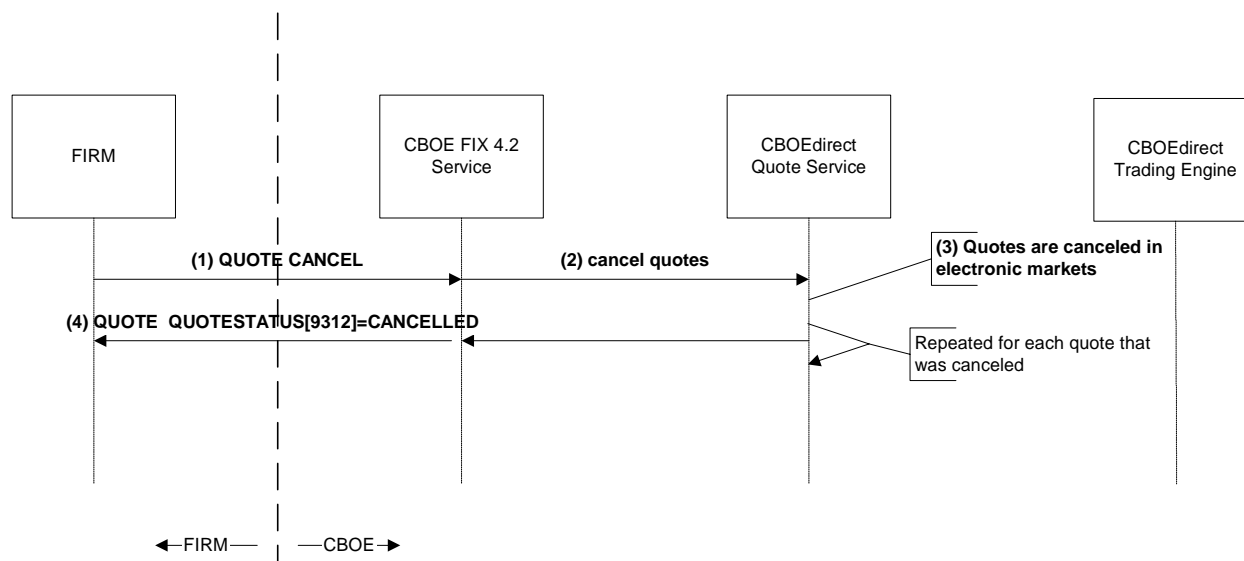 FIRM
CBOE FIX 4.2
Service
CBOEdirect
Quote Service
CBOEdirect
Trading Engine
(1) QUOTE CANCEL
(2) cancel quotes
(3) Quotes are canceled in
electronic markets
(4) QUOTE QUOTESTATUS[9312]=CANCELLED
Repeated for each quote that
was canceled
FIRM
CBOE